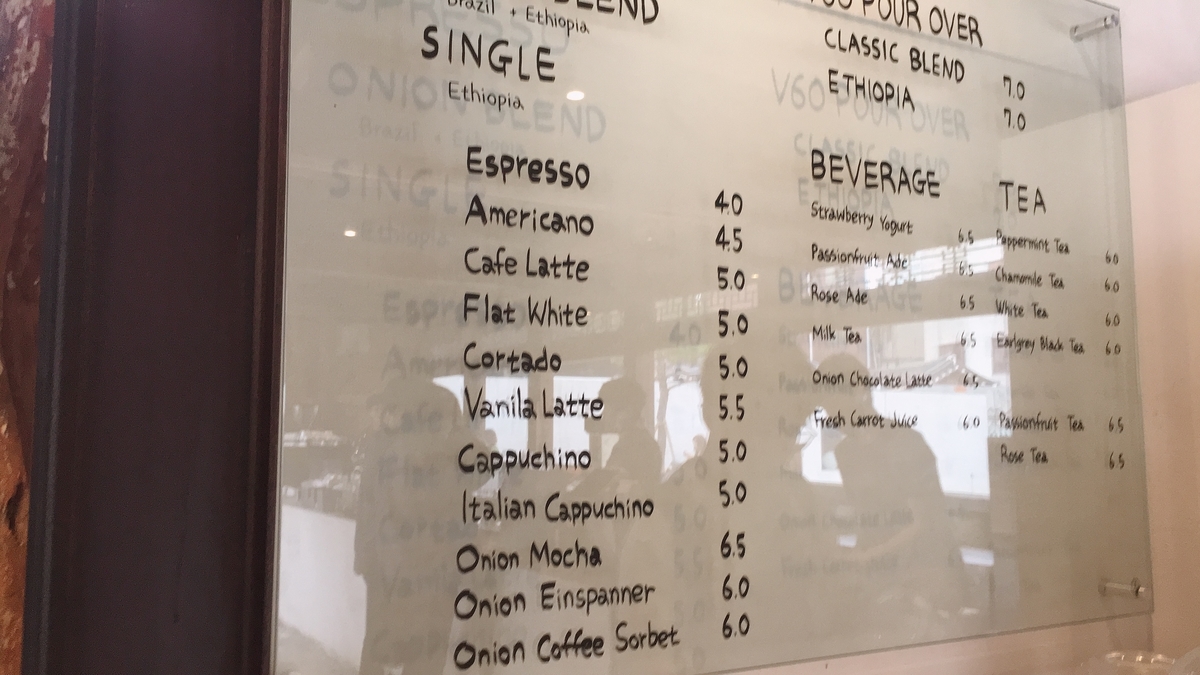 BLEND
Brazil + Ethiopia
SINGLE
Ethiopia
Espresso 4.0
Americano 4.5
Cafe Latte 5.0
Flat White 5.0
Cortado 5.0
Vanila Latte 5.5
Cappuchino 5.0
Italian Cappuchino 5.0
Onion Mocha 6.5
Onion Einspanner 6.0
Onion Coffee Sorbet 6.0
V60 POUR OVER
CLASSIC BLEND 7.0
ETHIOPIA 7.0
BEVERAGE
Strawberry Yogurt 6.5
Passionfruit Ade 6.5
Rose Ade 6.5
Milk Tea 6.5
Onion Chocolate Latte 6.5
Fresh Carrot Juice 6.0
TEA
Peppermint Tea 6.0
Chamomile Tea 6.0
White Tea 6.0
Earlgrey Black Tea 6.0
Passionfruit Tea 6.5
Rose Tea 6.5